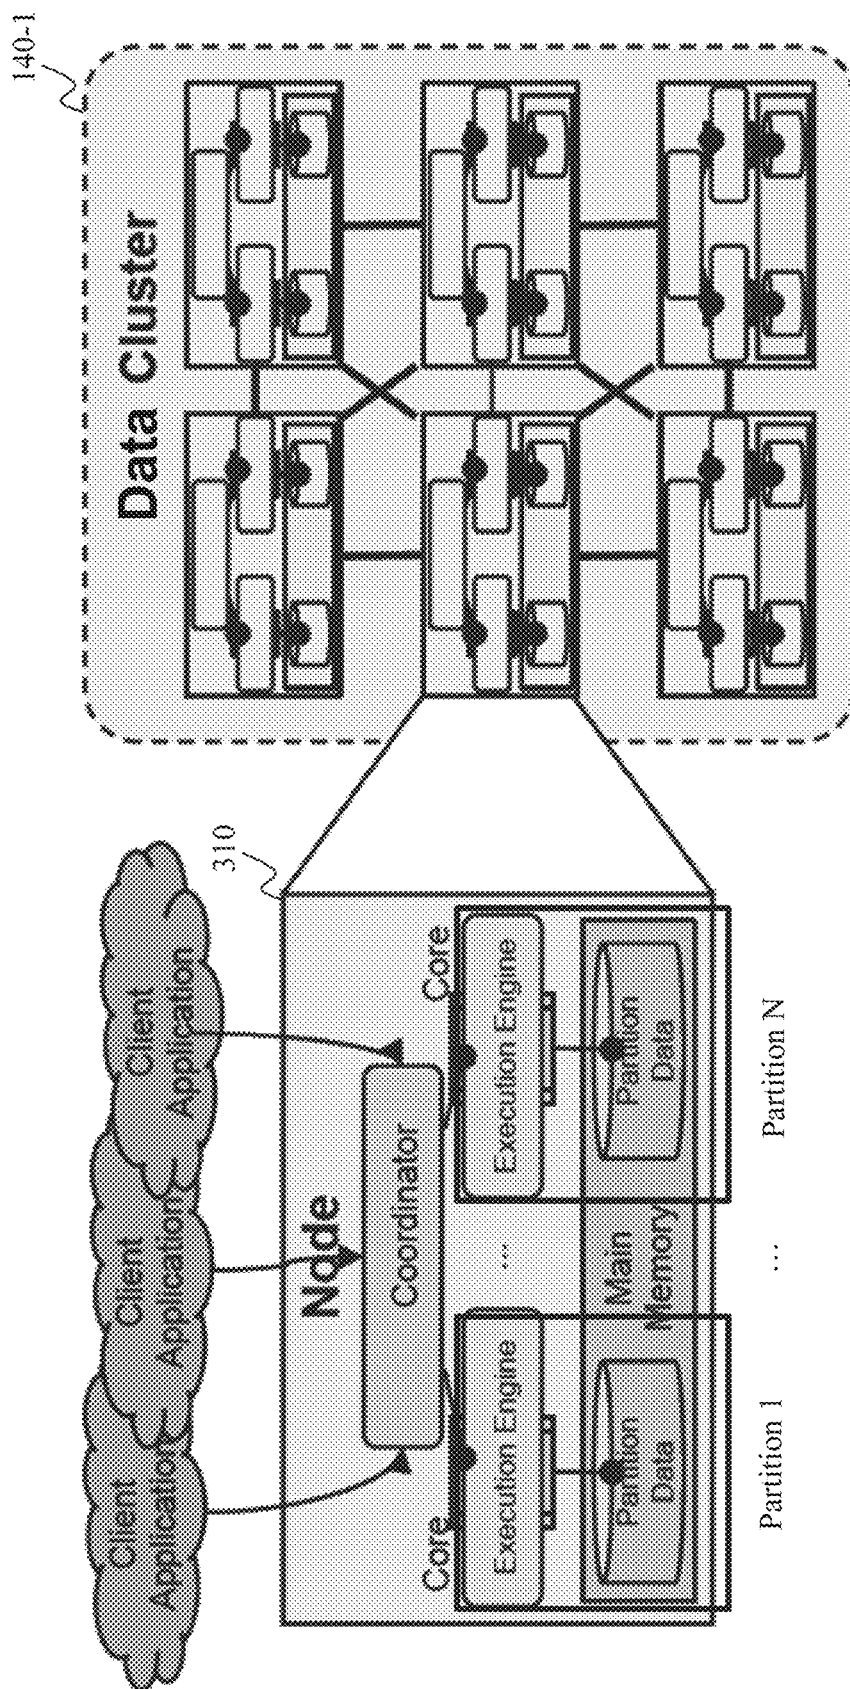 140-1
Data Cluster
310
Client
Application
Client
Application
Client
Application
Node
Coordinator
Core
Core
Execution Engine
...
Execution Engine
Partition
Data
Main
Memory
Partition
Data
Partition 1
...
Partition N